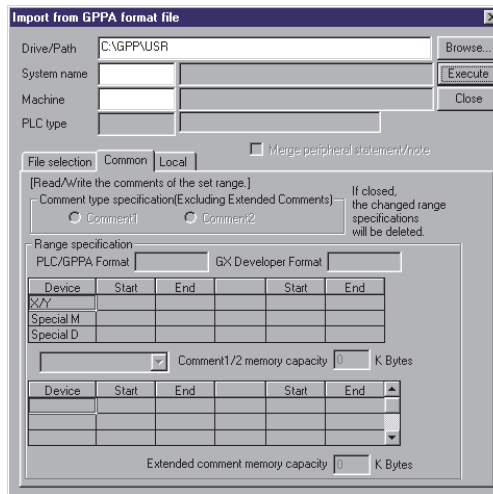 Import from GPPA format file
Drive/Path C:\GPP\USR Browse...
System name Execute
Machine Close
PLC type
Merge peripheral statement/note
File selection Common Local
[Read/Write the comments of the set range.]
Comment type specification(Excluding Extended Comments)
Comment1 Comment2
If closed,
the changed range
specifications
will be deleted.
Range specification
PLC/GPPA Format GX Developer Format
Device Start End Start End
X/Y
Special M
Special D
Comment1/2 memory capacity 0 K Bytes
Device Start End Start End
Extended comment memory capacity 0 K Bytes